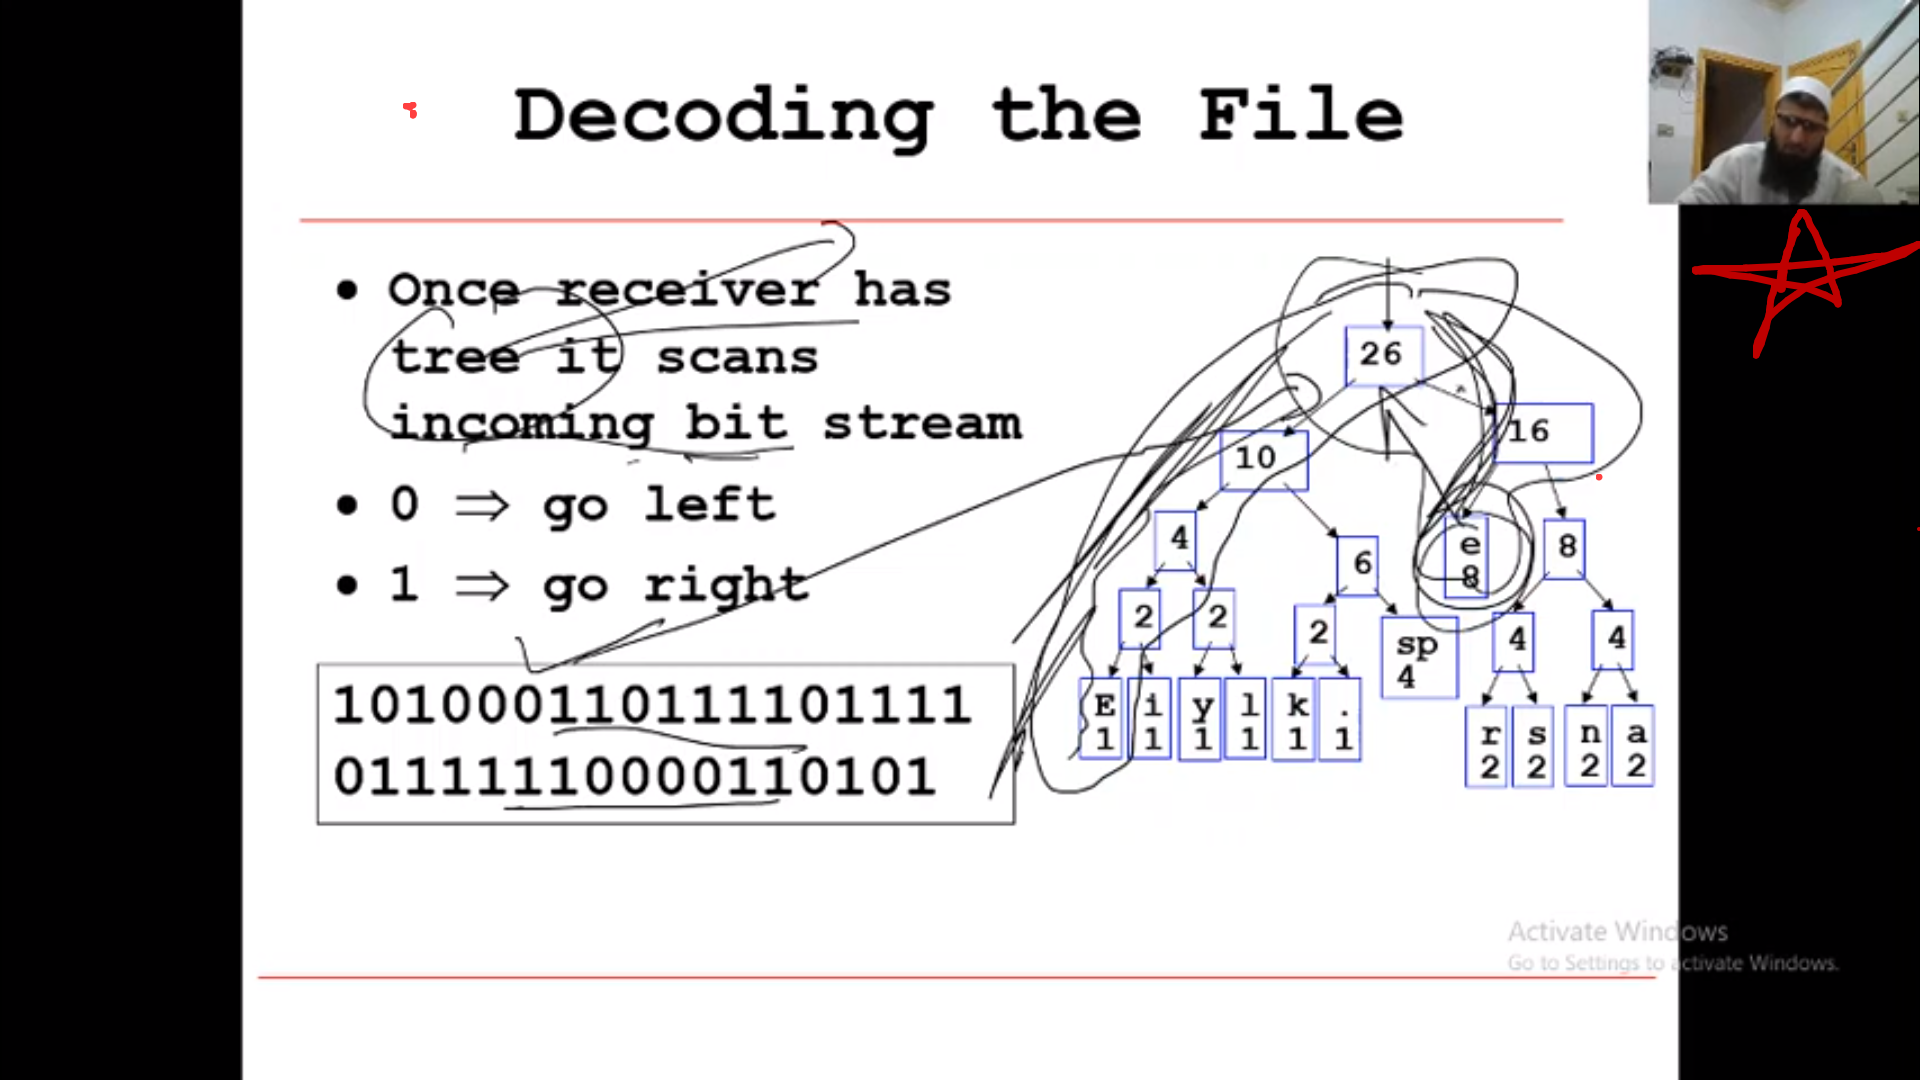 Decoding the File
• Once receiver has
tree it scans
incoming bit stream
• 0 ⇒ go left
• 1 ⇒ go right
101000110111101111
01111110000110101
26
10
16
4
6
e
8
8
2
2
2
sp
4
4
4
E
1
i
1
y
1
l
1
k
1
.
1
r
2
s
2
n
2
a
2
Activate Windows
Go to Settings to activate Windows.